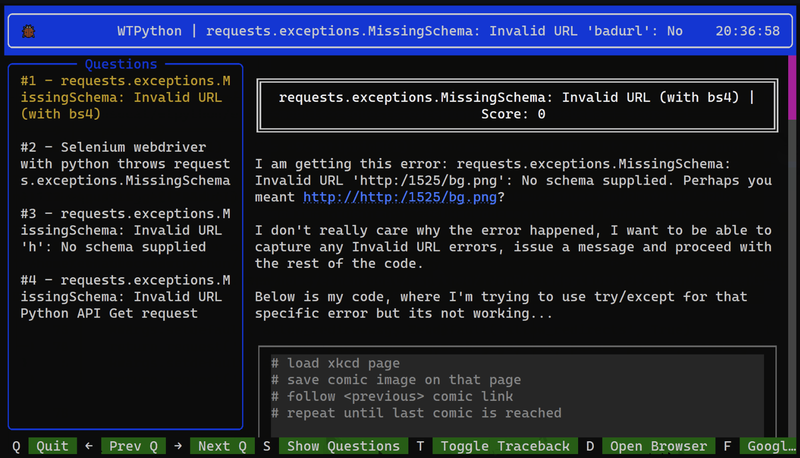 WTPython | requests.exceptions.MissingSchema: Invalid URL 'badurl': No 20:36:58
Questions
#1 - requests.exceptions.M
issingSchema: Invalid URL
(with bs4)
#2 - Selenium webdriver
with python throws request
s.exceptions.MissingSchema
#3 - requests.exceptions.M
issingSchema: Invalid URL
'h': No schema supplied
#4 - requests.exceptions.M
issingSchema: Invalid URL
Python API Get request
requests.exceptions.MissingSchema: Invalid URL (with bs4) |
Score: 0
I am getting this error: requests.exceptions.MissingSchema:
Invalid URL 'http:/1525/bg.png': No schema supplied. Perhaps you
meant http://http:/1525/bg.png?
I don't really care why the error happened, I want to be able to
capture any Invalid URL errors, issue a message and proceed with
the rest of the code.
Below is my code, where I'm trying to use try/except for that
specific error but its not working...
# load xkcd page
# save comic image on that page
# follow <previous> comic link
# repeat until last comic is reached
Q Quit ← Prev Q → Next Q S Show Questions T Toggle Traceback D Open Browser F Googl…